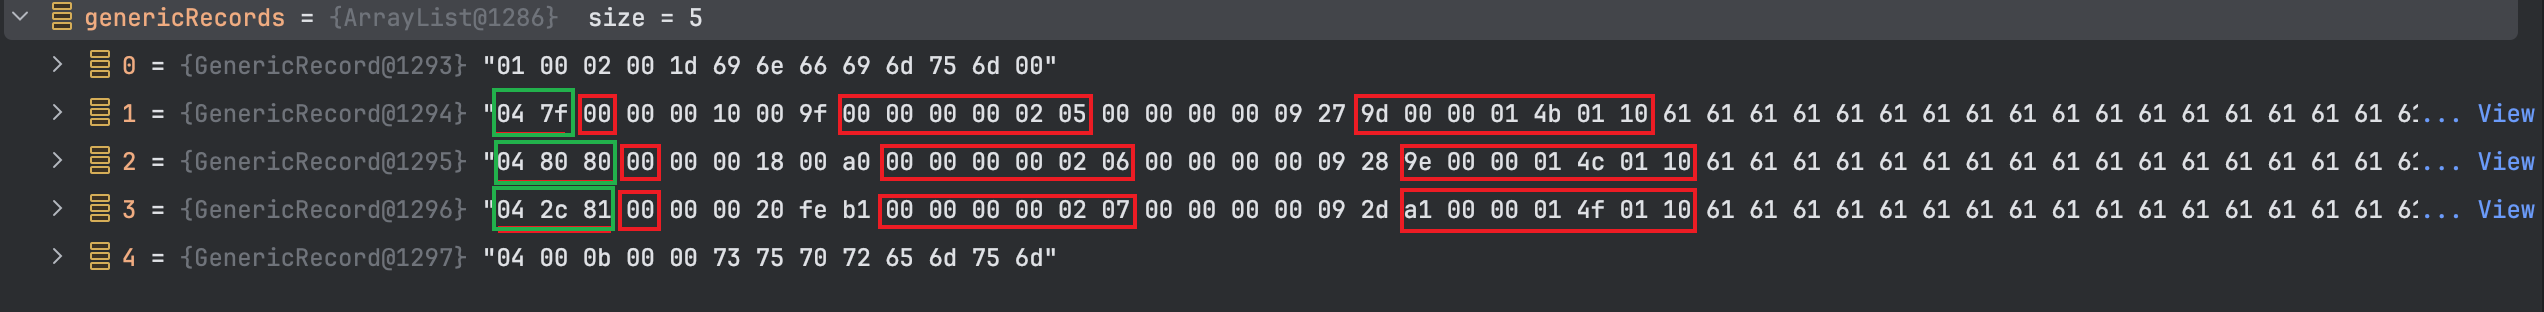 genericRecords = {ArrayList@1286} size = 5
0 = {GenericRecord@1293} "01 00 02 00 1d 69 6e 66 69 6d 75 6d 00"
1 = {GenericRecord@1294} "04 7f 00 00 00 10 00 9f 00 00 00 00 02 05 00 00 00 00 09 27 9d 00 00 01 4b 01 10 61 61 61 61 61 61 61 61 61 61 61 61 61 61 61 61 61 61... View
2 = {GenericRecord@1295} "04 80 80 00 00 00 18 00 a0 00 00 00 00 02 06 00 00 00 00 09 28 9e 00 00 01 4c 01 10 61 61 61 61 61 61 61 61 61 61 61 61 61 61 61 61 61... View
3 = {GenericRecord@1296} "04 2c 81 00 00 00 20 fe b1 00 00 00 00 02 07 00 00 00 00 09 2d a1 00 00 01 4f 01 10 61 61 61 61 61 61 61 61 61 61 61 61 61 61 61 61 61... View
4 = {GenericRecord@1297} "04 00 0b 00 00 73 75 70 72 65 6d 75 6d"